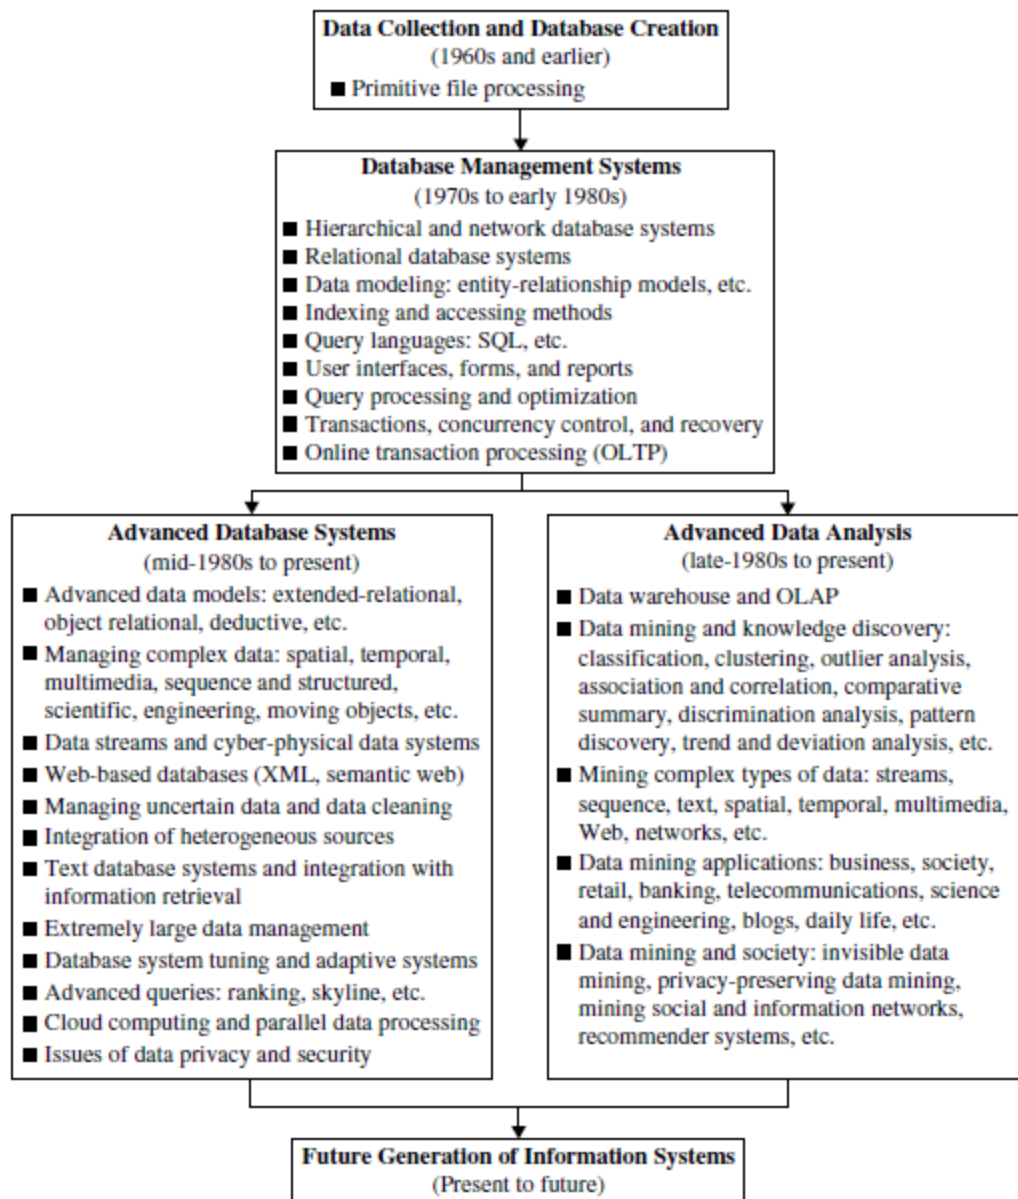 Data Collection and Database Creation
(1960s and earlier)
■ Primitive file processing
Database Management Systems
(1970s to early 1980s)
■ Hierarchical and network database systems
■ Relational database systems
■ Data modeling: entity-relationship models, etc.
■ Indexing and accessing methods
■ Query languages: SQL, etc.
■ User interfaces, forms, and reports
■ Query processing and optimization
■ Transactions, concurrency control, and recovery
■ Online transaction processing (OLTP)
Advanced Database Systems
(mid-1980s to present)
■ Advanced data models: extended-relational,
object relational, deductive, etc.
■ Managing complex data: spatial, temporal,
multimedia, sequence and structured,
scientific, engineering, moving objects, etc.
■ Data streams and cyber-physical data systems
■ Web-based databases (XML, semantic web)
■ Managing uncertain data and data cleaning
■ Integration of heterogeneous sources
■ Text database systems and integration with
information retrieval
■ Extremely large data management
■ Database system tuning and adaptive systems
■ Advanced queries: ranking, skyline, etc.
■ Cloud computing and parallel data processing
■ Issues of data privacy and security
Advanced Data Analysis
(late-1980s to present)
■ Data warehouse and OLAP
■ Data mining and knowledge discovery:
classification, clustering, outlier analysis,
association and correlation, comparative
summary, discrimination analysis, pattern
discovery, trend and deviation analysis, etc.
■ Mining complex types of data: streams,
sequence, text, spatial, temporal, multimedia,
Web, networks, etc.
■ Data mining applications: business, society,
retail, banking, telecommunications, science
and engineering, blogs, daily life, etc.
■ Data mining and society: invisible data
mining, privacy-preserving data mining,
mining social and information networks,
recommender systems, etc.
Future Generation of Information Systems
(Present to future)